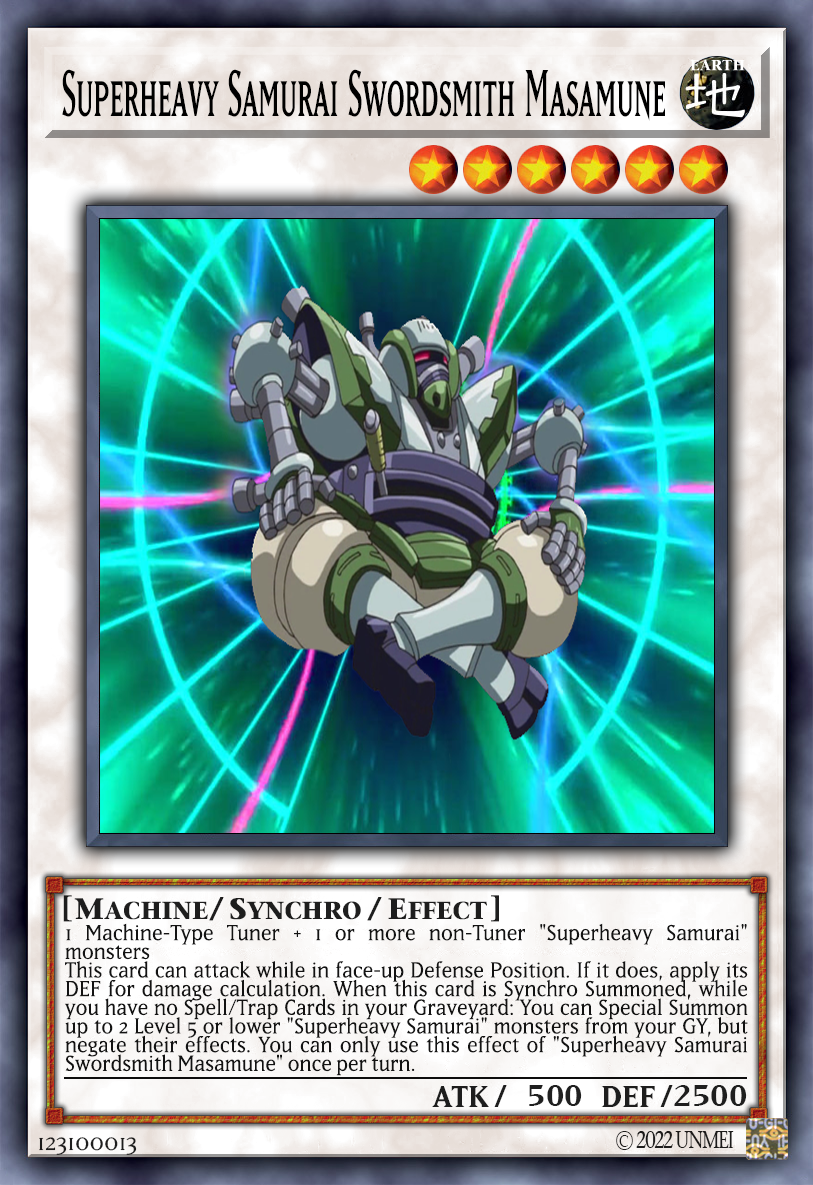 Superheavy Samurai Swordsmith Masamune
EARTH
地
[Machine/ Synchro / Effect]
1 Machine-Type Tuner + 1 or more non-Tuner "Superheavy Samurai"
monsters
This card can attack while in face-up Defense Position. If it does, apply its
DEF for damage calculation. When this card is Synchro Summoned, while
you have no Spell/Trap Cards in your Graveyard: You can Special Summon
up to 2 Level 5 or lower "Superheavy Samurai" monsters from your GY, but
negate their effects. You can only use this effect of "Superheavy Samurai
Swordsmith Masamune" once per turn.
ATK / 500 DEF /2500
123100013
© 2022 UNMEI